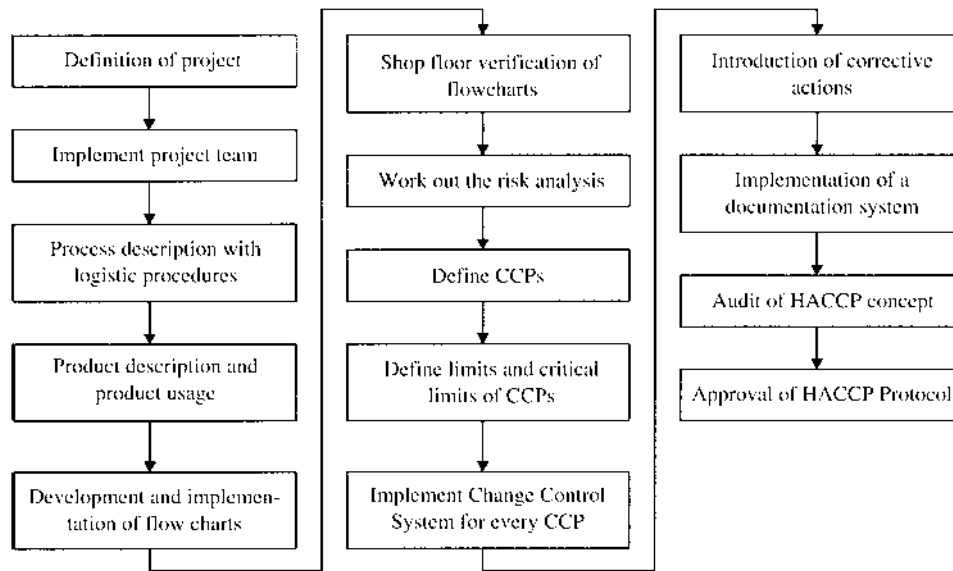 Definition of project
Implement project team
Process description with
logistic procedures
Product description and
product usage
Development and implemen-
tation of flow charts
Shop floor verification of
flowcharts
Work out the risk analysis
Define CCPs
Define limits and critical
limits of CCPs
Implement Change Control
System for every CCP
Introduction of corrective
actions
Implementation of a
documentation system
Audit of HACCP concept
Approval of HACCP Protocol